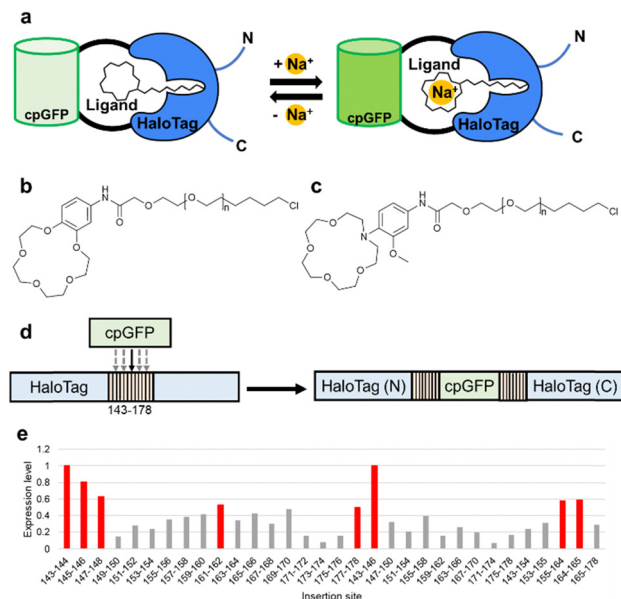 a
N
+ Na+
Ligand
cpGFP
HaloTag
C
- Na+
N
Ligand
Na+
cpGFP
HaloTag
C
b
H
N
O
O
O
n
Cl
O
O
O
O
O
c
H
N
O
O
O
n
Cl
N
O
O
O
O
O
d
cpGFP
HaloTag
143-178
HaloTag (N)
cpGFP
HaloTag (C)
e
Expression level
1.2
1
0.8
0.6
0.4
0.2
0
143-144
145-146
147-148
149-150
151-152
153-154
155-156
157-158
159-160
161-162
163-164
165-166
167-168
169-170
171-172
173-174
175-176
177-178
143-146
147-150
151-154
155-158
159-162
163-166
167-170
171-174
175-178
143-154
153-155
155-164
164-165
165-178
Insertion site